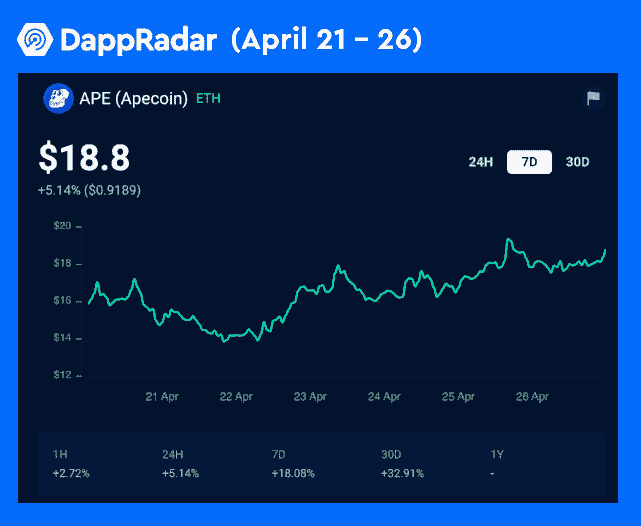 DappRadar (April 21 – 26)
APE (Apecoin) ETH
$18.8
24H 7D 30D
+5.14% ($0.9189)
$20
$18
$16
$14
$12
21 Apr 22 Apr 23 Apr 24 Apr 25 Apr 26 Apr
1H 24H 7D 30D 1Y
+2.72% +5.14% +18.08% +32.91% -